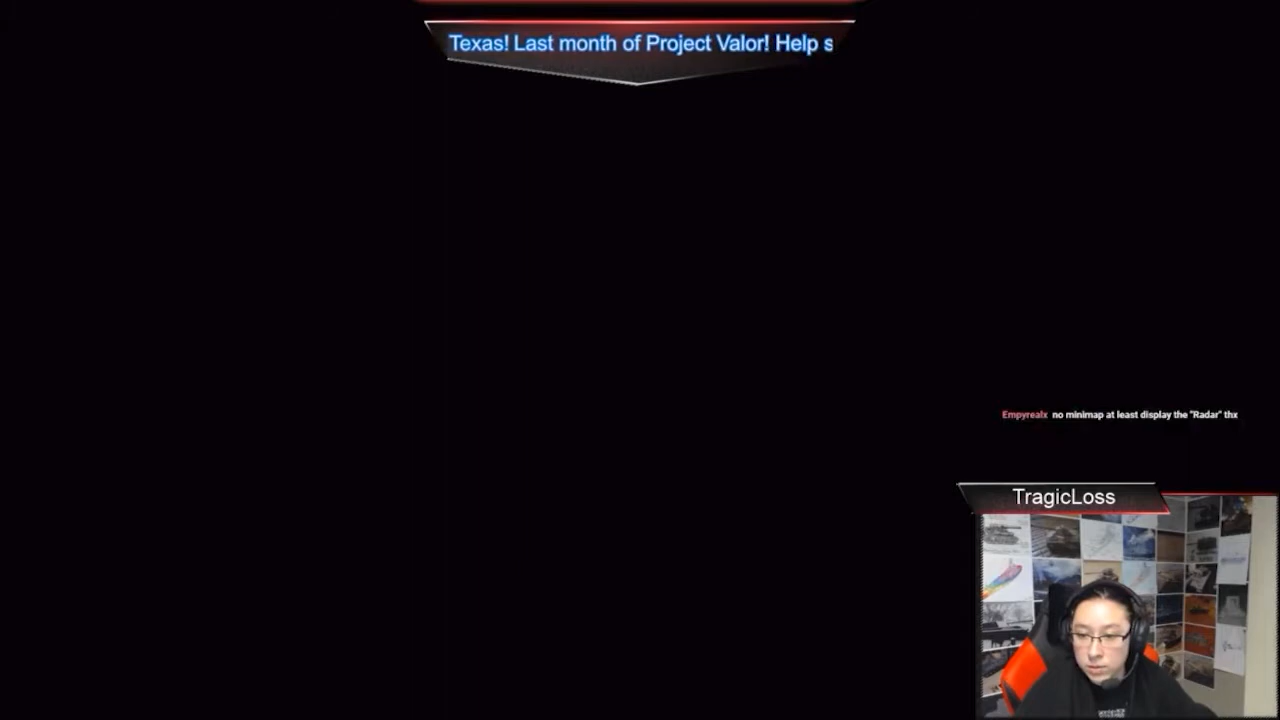 Texas! Last month of Project Valor! Help s
Empyrealx no minimap at least display the "Radar" thx
TragicLoss